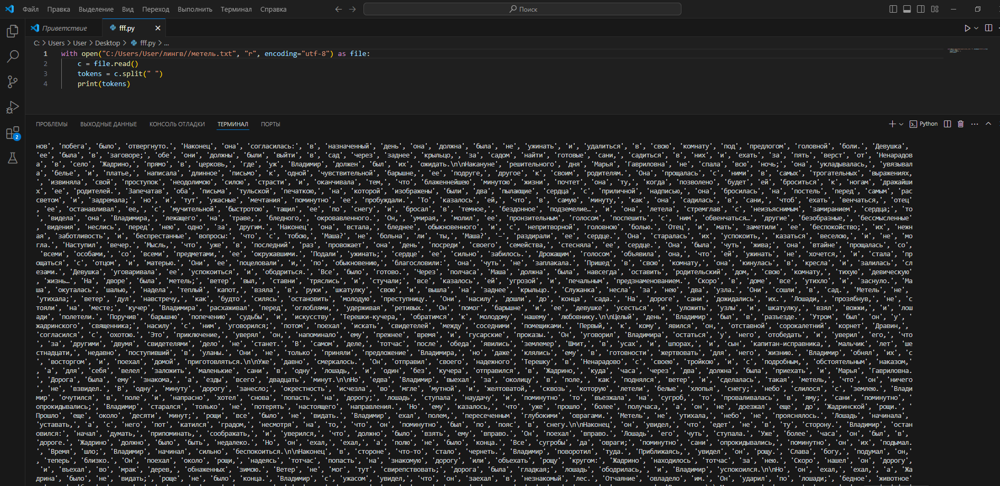 Файл Правка Выделение Вид Переход Выполнить Терминал Справка Поиск
Приветствие fff.py
C: > Users > User > Desktop > fff.py > ...
1 with open("C:/Users/User/лингв//метель.txt", "r", encoding="utf-8") as file:
2 c = file.read()
3 tokens = c.split(" ")
4 print(tokens)
2
ПРОБЛЕМЫ ВЫХОДНЫЕ ДАННЫЕ КОНСОЛЬ ОТЛАДКИ ТЕРМИНАЛ ПОРТЫ Python
нов', 'побега', 'было', 'отвергнуто.', 'Наконец', 'она', 'согласилась:', 'в', 'назначенный', 'день', 'она', 'должна', 'была', 'не', 'ужинать', 'и', 'удалиться', 'в', 'свою', 'комнату', 'под', 'предлогом', 'головной', 'боли.', 'Девушка',
'ее', 'была', 'в', 'заговоре;', 'обе', 'они', 'должны', 'были', 'выйти', 'в', 'сад', 'через', 'заднее', 'крыльцо,', 'за', 'садом', 'найти', 'готовые', 'сани,', 'садиться', 'в', 'них', 'и', 'ехать', 'за', 'пять', 'верст', 'от', 'Ненарадов
а', 'в', 'село', 'Жадрино,', 'прямо', 'в', 'церковь,', 'где', 'уж', 'Владимир', 'должен', 'был', 'их', 'ожидать.\n\nНакануне', 'решительного', 'дня', 'Марья', 'Гавриловна', 'не', 'спала', 'всю', 'ночь;', 'она', 'укладывалась,', 'увязывал
а', 'белье', 'и', 'платье,', 'написала', 'длинное', 'письмо', 'к', 'одной', 'чувствительной', 'барышне,', 'ее', 'подруге,', 'другое', 'к', 'своим', 'родителям.', 'Она', 'прощалась', 'с', 'ними', 'в', 'самых', 'трогательных', 'выражениях,
', 'извиняла', 'свой', 'проступок', 'неодолимою', 'силою', 'страсти', 'и', 'оканчивала', 'тем,', 'что', 'блаженнейшею', 'минутою', 'жизни', 'почтет', 'она', 'ту,', 'когда', 'позволено', 'будет', 'ей', 'броситься', 'к', 'ногам', 'дражайши
х', 'ее', 'родителей.', 'Запечатав', 'оба', 'письма', 'тульской', 'печаткою,', 'на', 'которой', 'изображены', 'были', 'два', 'пылающие', 'сердца', 'с', 'приличной', 'надписью,', 'она', 'бросилась', 'на', 'постель', 'перед', 'самым', 'рас
светом', 'и', 'задремала;', 'но', 'и', 'тут', 'ужасные', 'мечтания', 'поминутно', 'ее', 'пробуждали.', 'То', 'казалось', 'ей,', 'что', 'в', 'самую', 'минуту,', 'как', 'она', 'садилась', 'в', 'сани,', 'чтоб', 'ехать', 'венчаться,', 'отец'
, 'ее', 'останавливал', 'ее,', 'с', 'мучительной', 'быстротою', 'тащил', 'ее', 'по', 'снегу', 'и', 'бросал', 'в', 'темное,', 'бездонное', 'подземелие…', 'и', 'она', 'летела', 'стремглав', 'с', 'неизъяснимым', 'замиранием', 'сердца;', 'то
', 'видела', 'она', 'Владимира,', 'лежащего', 'на', 'траве,', 'бледного,', 'окровавленного.', 'Он,', 'умирая,', 'молил', 'ее', 'пронзительным', 'голосом', 'поспешить', 'с', 'ним', 'обвенчаться…', 'другие', 'безобразные,', 'бессмысленные'
, 'видения', 'неслись', 'перед', 'нею', 'одно', 'за', 'другим.', 'Наконец', 'она', 'встала,', 'бледнее', 'обыкновенного', 'и', 'с', 'непритворной', 'головною', 'болью.', 'Отец', 'и', 'мать', 'заметили', 'ее', 'беспокойство;', 'их', 'нежн
ая', 'заботливость', 'и', 'беспрестанные', 'вопросы:', 'что', 'с', 'тобою,', 'Маша?', 'не', 'больна', 'ли', 'ты,', 'Маша?', '–', 'раздирали', 'ее', 'сердце.', 'Она', 'старалась', 'их', 'успокоить,', 'казаться', 'веселою,', 'и', 'не', 'мо
гла.', 'Наступил', 'вечер.', 'Мысль,', 'что', 'уже', 'в', 'последний', 'раз', 'провожает', 'она', 'день', 'посреди', 'своего', 'семейства,', 'стесняла', 'ее', 'сердце.', 'Она', 'была', 'чуть', 'жива;', 'она', 'втайне', 'прощалась', 'со',
'всеми', 'особами,', 'со', 'всеми', 'предметами,', 'ее', 'окружавшими.', 'Подали', 'ужинать;', 'сердце', 'ее', 'сильно', 'забилось.', 'Дрожащим', 'голосом', 'объявила', 'она,', 'что', 'ей', 'ужинать', 'не', 'хочется,', 'и', 'стала', 'пр
ощаться', 'с', 'отцом', 'и', 'матерью.', 'Они', 'ее', 'поцеловали', 'и,', 'по', 'обыкновению,', 'благословили:', 'она', 'чуть', 'не', 'заплакала.', 'Пришед', 'в', 'свою', 'комнату,', 'она', 'кинулась', 'в', 'кресла', 'и', 'залилась', 'сл
езами.', 'Девушка', 'уговаривала', 'ее', 'успокоиться', 'и', 'ободриться.', 'Все', 'было', 'готово.', 'Через', 'полчаса', 'Маша', 'должна', 'была', 'навсегда', 'оставить', 'родительский', 'дом,', 'свою', 'комнату,', 'тихую', 'девическую'
, 'жизнь…', 'На', 'дворе', 'была', 'метель;', 'ветер', 'выл,', 'ставни', 'тряслись', 'и', 'стучали;', 'все', 'казалось', 'ей', 'угрозой', 'и', 'печальным', 'предзнаменованием.', 'Скоро', 'в', 'доме', 'все', 'утихло', 'и', 'заснуло.', 'Ма
ша', 'окуталась', 'шалью,', 'надела', 'теплый', 'капот,', 'взяла', 'в', 'руки', 'шкатулку', 'свою', 'и', 'вышла', 'на', 'заднее', 'крыльцо.', 'Служанка', 'несла', 'за', 'нею', 'два', 'узла.', 'Они', 'сошли', 'в', 'сад.', 'Метель', 'не',
'утихала;', 'ветер', 'дул', 'навстречу,', 'как', 'будто', 'силясь', 'остановить', 'молодую', 'преступницу.', 'Они', 'насилу', 'дошли', 'до', 'конца', 'сада.', 'На', 'дороге', 'сани', 'дожидались', 'их.', 'Лошади,', 'прозябнув,', 'не', 'с
тояли', 'на', 'месте;', 'кучер', 'Владимира', 'расхаживал', 'перед', 'оглоблями,', 'удерживая', 'ретивых.', 'Он', 'помог', 'барышне', 'и', 'ее', 'девушке', 'усесться', 'и', 'уложить', 'узлы', 'и', 'шкатулку,', 'взял', 'вожжи,', 'и', 'лош
ади', 'полетели.', 'Поручив', 'барышню', 'попечению', 'судьбы', 'и', 'искусству', 'Терешки-кучера,', 'обратимся', 'к', 'молодому', 'нашему', 'любовнику.\n\nЦелый', 'день', 'Владимир', 'был', 'в', 'разъезде.', 'Утром', 'был', 'он', 'у', '
жадринского', 'священника;', 'насилу', 'с', 'ним', 'уговорился;', 'потом', 'поехал', 'искать', 'свидетелей', 'между', 'соседними', 'помещиками.', 'Первый,', 'к', 'кому', 'явился', 'он,', 'отставной', 'сорокалетний', 'корнет', 'Дравин,',
'согласился', 'с', 'охотою.', 'Это', 'приключение,', 'уверял', 'он,', 'напоминало', 'ему', 'прежнее', 'время', 'и', 'гусарские', 'проказы.', 'Он', 'уговорил', 'Владимира', 'остаться', 'у', 'него', 'отобедать', 'и', 'уверил', 'его,', 'что
', 'за', 'другими', 'двумя', 'свидетелями', 'дело', 'не', 'станет.', 'В', 'самом', 'деле,', 'тотчас', 'после', 'обеда', 'явились', 'землемер', 'Шмит,', 'в', 'усах', 'и', 'шпорах,', 'и', 'сын', 'капитан-исправника,', 'мальчик', 'лет', 'ше
стнадцати,', 'недавно', 'поступивший', 'в', 'уланы.', 'Они', 'не', 'только', 'приняли', 'предложение', 'Владимира,', 'но', 'даже', 'клялись', 'ему', 'в', 'готовности', 'жертвовать', 'для', 'него', 'жизнию.', 'Владимир', 'обнял', 'их', 'с
', 'восторгом', 'и', 'поехал', 'домой', 'приготовляться.\n\nУже', 'давно', 'смеркалось.', 'Он', 'отправил', 'своего', 'надежного', 'Терешку', 'в', 'Ненарадово', 'с', 'своею', 'тройкою', 'и', 'с', 'подробным,', 'обстоятельным', 'наказом,'
, 'а', 'для', 'себя', 'велел', 'заложить', 'маленькие', 'сани', 'в', 'одну', 'лошадь,', 'и', 'один', 'без', 'кучера', 'отправился', 'в', 'Жадрино,', 'куда', 'часа', 'через', 'два', 'должна', 'была', 'приехать', 'и', 'Марья', 'Гавриловна.
', 'Дорога', 'была', 'ему', 'знакома,', 'а', 'езды', 'всего', 'двадцать', 'минут.\n\nНо', 'едва', 'Владимир', 'выехал', 'за', 'околицу', 'в', 'поле,', 'как', 'поднялся', 'ветер', 'и', 'сделалась', 'такая', 'метель,', 'что', 'он', 'ничего
', 'не', 'взвидел.', 'В', 'одну', 'минуту', 'дорогу', 'занесло;', 'окрестность', 'исчезла', 'во', 'мгле', 'мутной', 'и', 'желтоватой,', 'сквозь', 'которую', 'летели', 'белые', 'хлопья', 'снегу;', 'небо', 'слилося', 'с', 'землею.', 'Влади
мир', 'очутился', 'в', 'поле', 'и', 'напрасно', 'хотел', 'снова', 'попасть', 'на', 'дорогу;', 'лошадь', 'ступала', 'наудачу', 'и', 'поминутно', 'то', 'въезжала', 'на', 'сугроб,', 'то', 'проваливалась', 'в', 'яму;', 'сани', 'поминутно', '
опрокидывались;', 'Владимир', 'старался', 'только', 'не', 'потерять', 'настоящего', 'направления.', 'Но', 'ему', 'казалось,', 'что', 'уже', 'прошло', 'более', 'получаса,', 'а', 'он', 'не', 'доезжал', 'еще', 'до', 'Жадринской', 'рощи.', '
Прошло', 'еще', 'около', 'десяти', 'минут;', 'рощи', 'все', 'было', 'не', 'видать.', 'Владимир', 'ехал', 'полем,', 'пересеченным', 'глубокими', 'оврагами.', 'Метель', 'не', 'утихала,', 'небо', 'не', 'прояснялось.', 'Лошадь', 'начинала',
'уставать,', 'а', 'с', 'него', 'пот', 'катился', 'градом,', 'несмотря', 'на', 'то,', 'что', 'он', 'поминутно', 'был', 'по', 'пояс', 'в', 'снегу.\n\nНаконец', 'он', 'увидел,', 'что', 'едет', 'не', 'в', 'ту', 'сторону.', 'Владимир', 'остан
овился:', 'начал', 'думать,', 'припоминать,', 'соображать,', 'и', 'уверился,', 'что', 'должно', 'было', 'взять', 'ему', 'вправо.', 'Он', 'поехал', 'вправо.', 'Лошадь', 'его', 'чуть', 'ступала.', 'Уже', 'более', 'часа', 'он', 'был', 'в',
'дороге.', 'Жадрино', 'должно', 'было', 'быть', 'недалеко.', 'Но', 'он', 'ехал,', 'ехал,', 'а', 'полю', 'не', 'было', 'конца.', 'Все', 'сугробы', 'да', 'овраги;', 'поминутно', 'сани', 'опрокидывались,', 'поминутно', 'он', 'их', 'подымал.
', 'Время', 'шло;', 'Владимир', 'начинал', 'сильно', 'беспокоиться.\n\nНаконец', 'в', 'стороне', 'что-то', 'стало', 'чернеть.', 'Владимир', 'поворотил', 'туда.', 'Приближаясь,', 'увидел', 'он', 'рощу.', 'Слава', 'богу,', 'подумал', 'он,'
, 'теперь', 'близко.', 'Он', 'поехал', 'около', 'рощи,', 'надеясь', 'тотчас', 'попасть', 'на', 'знакомую', 'дорогу', 'или', 'объехать', 'рощу', 'кругом:', 'Жадрино', 'находилось', 'тотчас', 'за', 'нею.', 'Скоро', 'нашел', 'он', 'дорогу',
'и', 'въехал', 'во', 'мрак', 'дерев,', 'обнаженных', 'зимою.', 'Ветер', 'не', 'мог', 'тут', 'свирепствовать;', 'дорога', 'была', 'гладкая;', 'лошадь', 'ободрилась,', 'и', 'Владимир', 'успокоился.\n\nНо', 'он', 'ехал,', 'ехал,', 'а', 'Жа
дрина', 'было', 'не', 'видать;', 'роще', 'не', 'было', 'конца.', 'Владимир', 'с', 'ужасом', 'увидел,', 'что', 'он', 'заехал', 'в', 'незнакомый', 'лес.', 'Отчаяние', 'овладело', 'им.', 'Он', 'ударил', 'по', 'лошади;', 'бедное', 'животное'